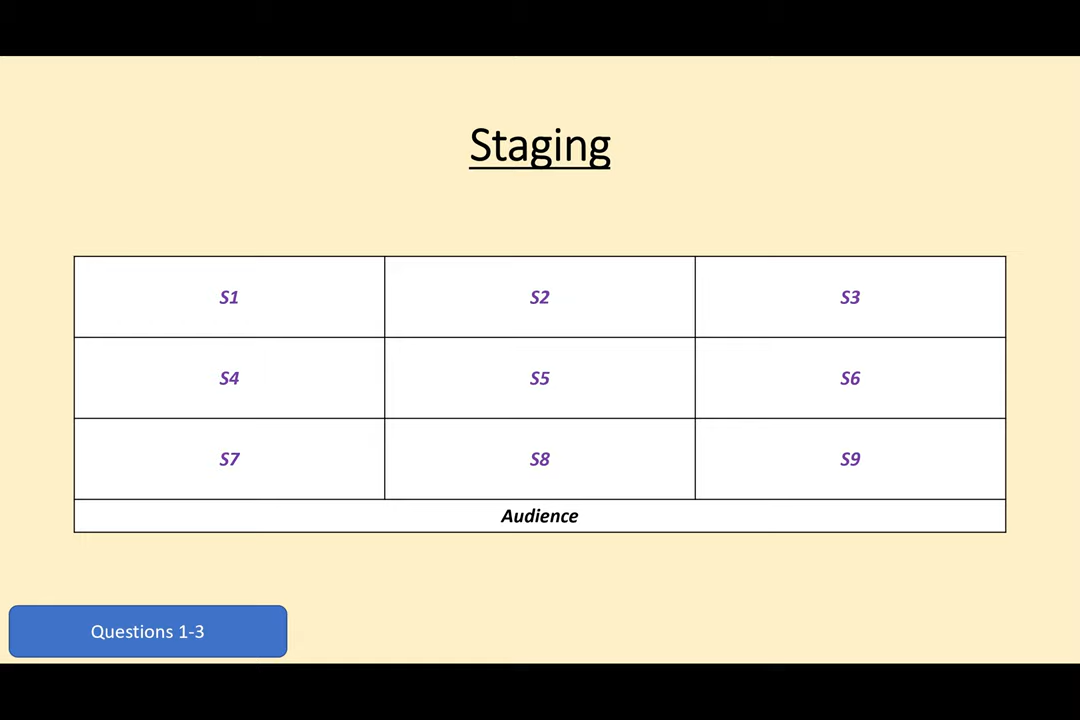 Staging
S1 S2 S3
S4 S5 S6
S7 S8 S9
Audience
Questions 1-3